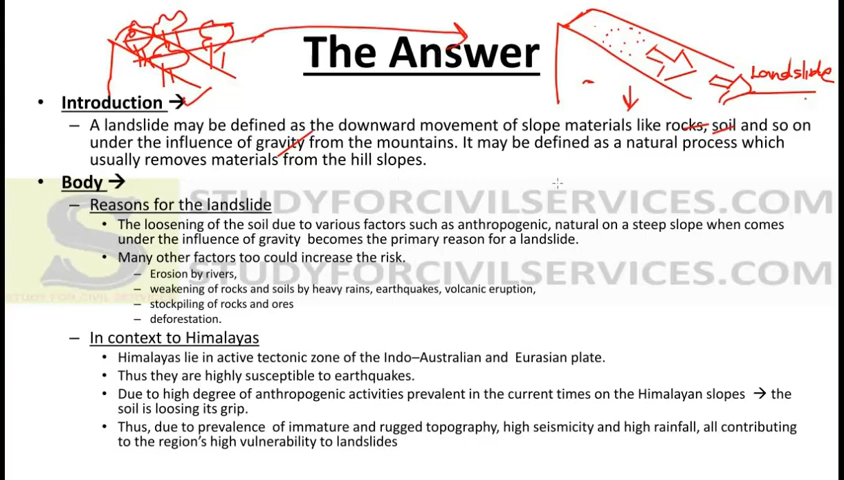 The Answer
Landslide
• Introduction →
– A landslide may be defined as the downward movement of slope materials like rocks, soil and so on
under the influence of gravity from the mountains. It may be defined as a natural process which
usually removes materials from the hill slopes.
• Body →
– Reasons for the landslide
• The loosening of the soil due to various factors such as anthropogenic, natural on a steep slope when comes
under the influence of gravity becomes the primary reason for a landslide.
• Many other factors too could increase the risk.
– Erosion by rivers,
– weakening of rocks and soils by heavy rains, earthquakes, volcanic eruption,
– stockpiling of rocks and ores
– deforestation.
– In context to Himalayas
• Himalayas lie in active tectonic zone of the Indo–Australian and Eurasian plate.
• Thus they are highly susceptible to earthquakes.
• Due to high degree of anthropogenic activities prevalent in the current times on the Himalayan slopes → the
soil is loosing its grip.
• Thus, due to prevalence of immature and rugged topography, high seismicity and high rainfall, all contributing
to the region's high vulnerability to landslides
STUDYFORCIVILSERVICES.COM
STUDYFORCIVILSERVICES.COM
STUDY FOR CIVIL SERVICES